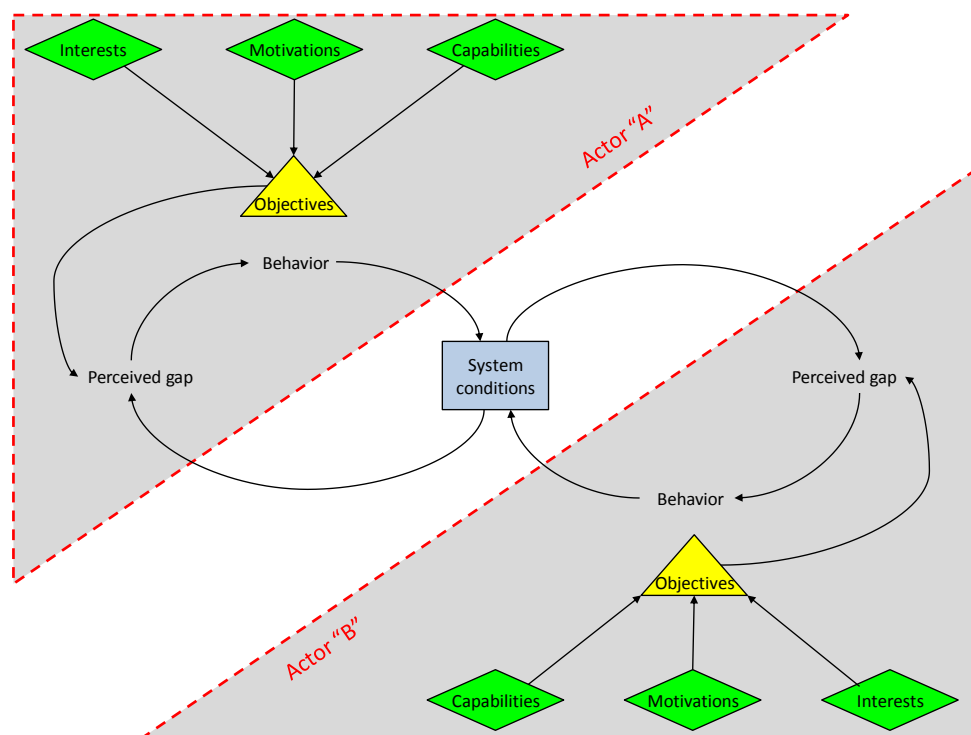 Interests
Motivations
Capabilities
Actor “A”
Objectives
Behavior
Perceived gap
System
conditions
Perceived gap
Behavior
Objectives
Actor “B”
Capabilities
Motivations
Interests